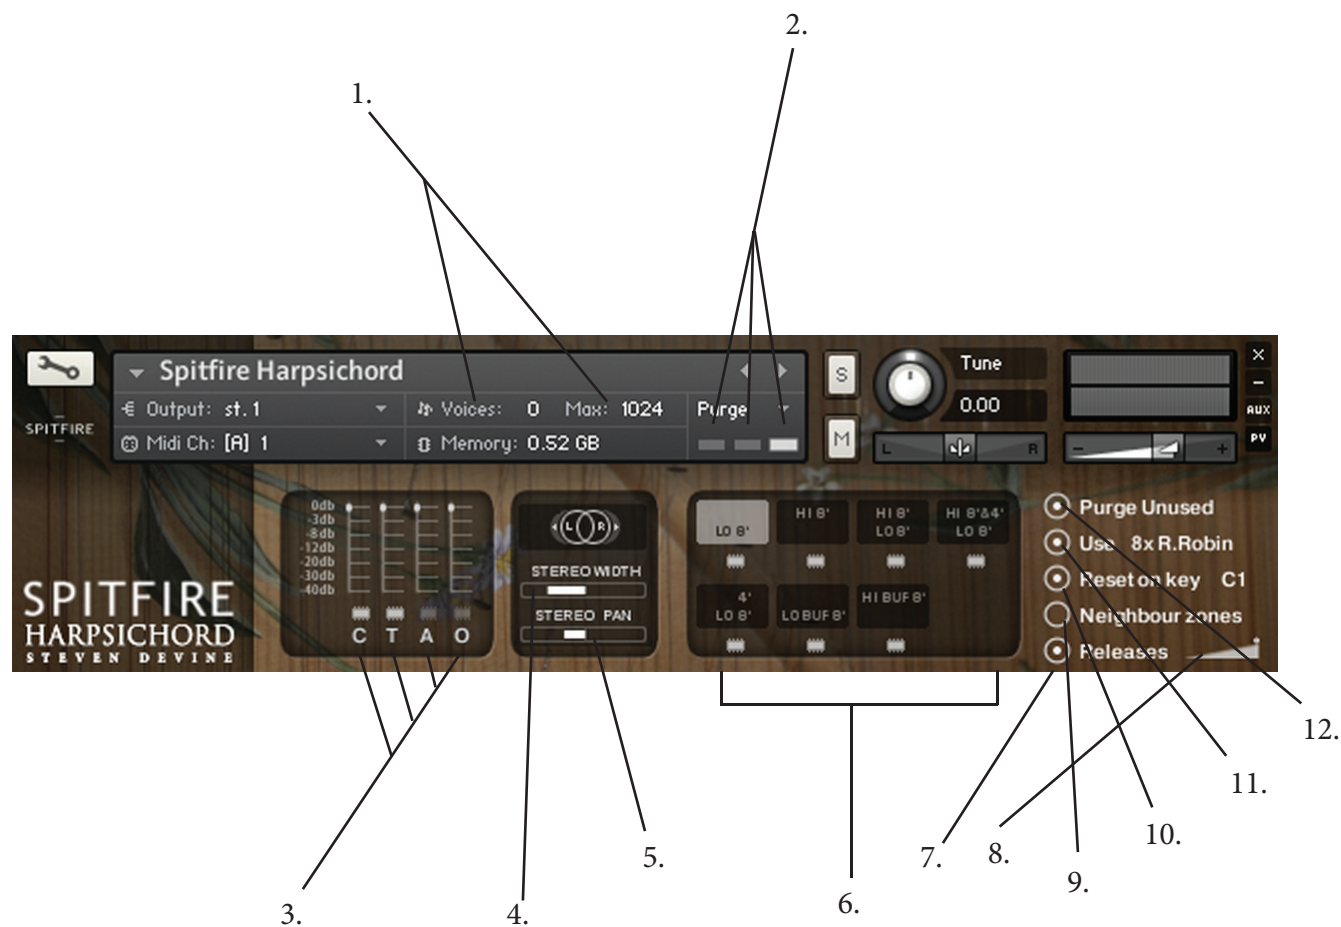 2.
1.
Spitfire Harpsichord
S
Tune
X
Output: st. 1
Voices: 0 Max: 1024
Purge
0.00
AUX
SPITFIRE
Midi Ch: [A] 1
Memory: 0.52 GB
M
L R
- +
PV
0db
-3db
-8db
-12db
-20db
-30db
-40db
C T A O
L R
STEREO WIDTH
STEREO PAN
LO 8'
HI 8'
HI 8'
LO 8'
HI 8'&4'
LO 8'
4'
LO 8'
LO BUF 8'
HI BUF 8'
Purge Unused
Use 8x R.Robin
Reset on key C1
Neighbour zones
Releases
SPITFIRE
HARPSICHORD
STEVEN DEVINE
12.
11.
10.
5.
7.
8.
9.
6.
3.
4.